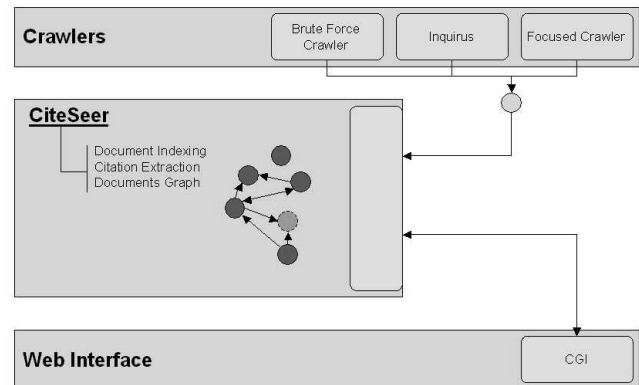 Crawlers
Brute Force
Crawler
Inquirus
Focused Crawler
CiteSeer
Document Indexing
Citation Extraction
Documents Graph
Web Interface
CGI